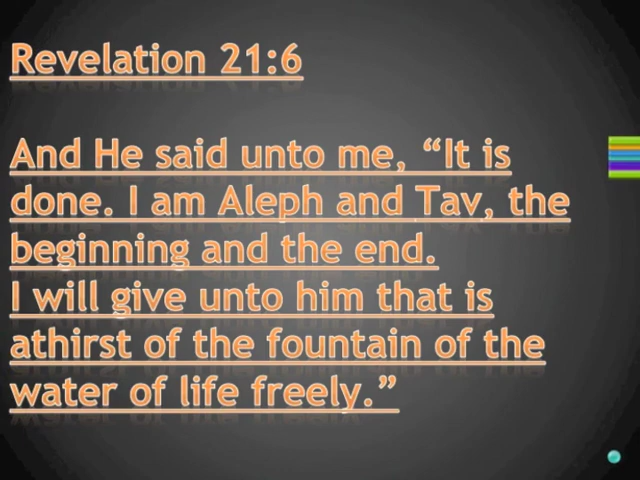 Revelation 21:6
And He said unto me, “It is
done. I am Aleph and Tav, the
beginning and the end.
I will give unto him that is
athirst of the fountain of the
water of life freely.”